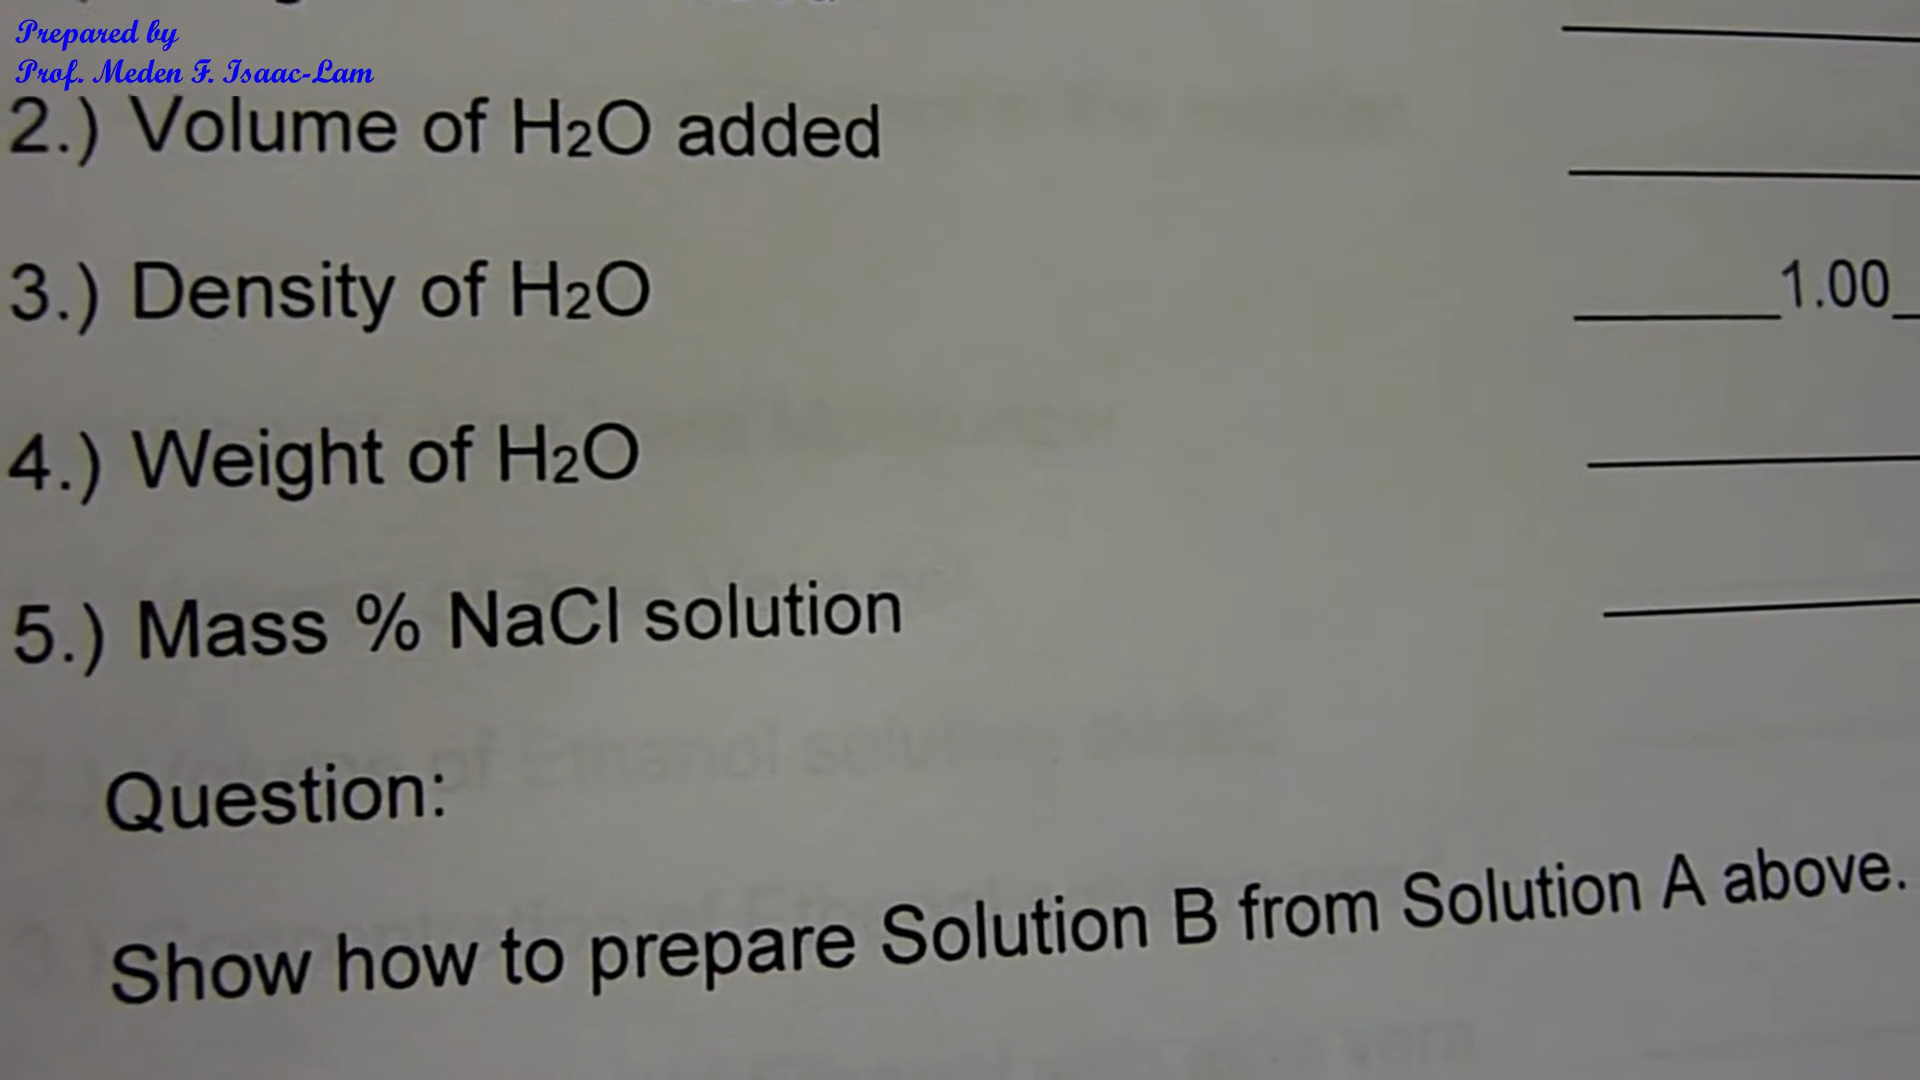 Prepared by
Prof. Meden F. Isaac-Lam
2.) Volume of H2O added
3.) Density of H2O 1.00
4.) Weight of H2O
5.) Mass % NaCl solution
Question:
Show how to prepare Solution B from Solution A above.